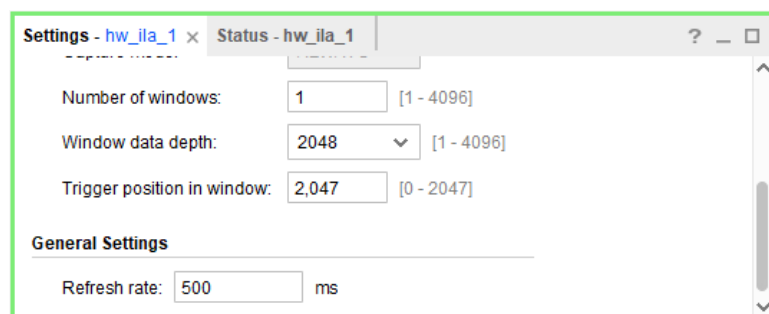 Settings - hw_ila_1 × Status - hw_ila_1 ?
Number of windows: 1 [1 - 4096]
Window data depth: 2048 [1 - 4096]
Trigger position in window: 2,047 [0 - 2047]
General Settings
Refresh rate: 500 ms